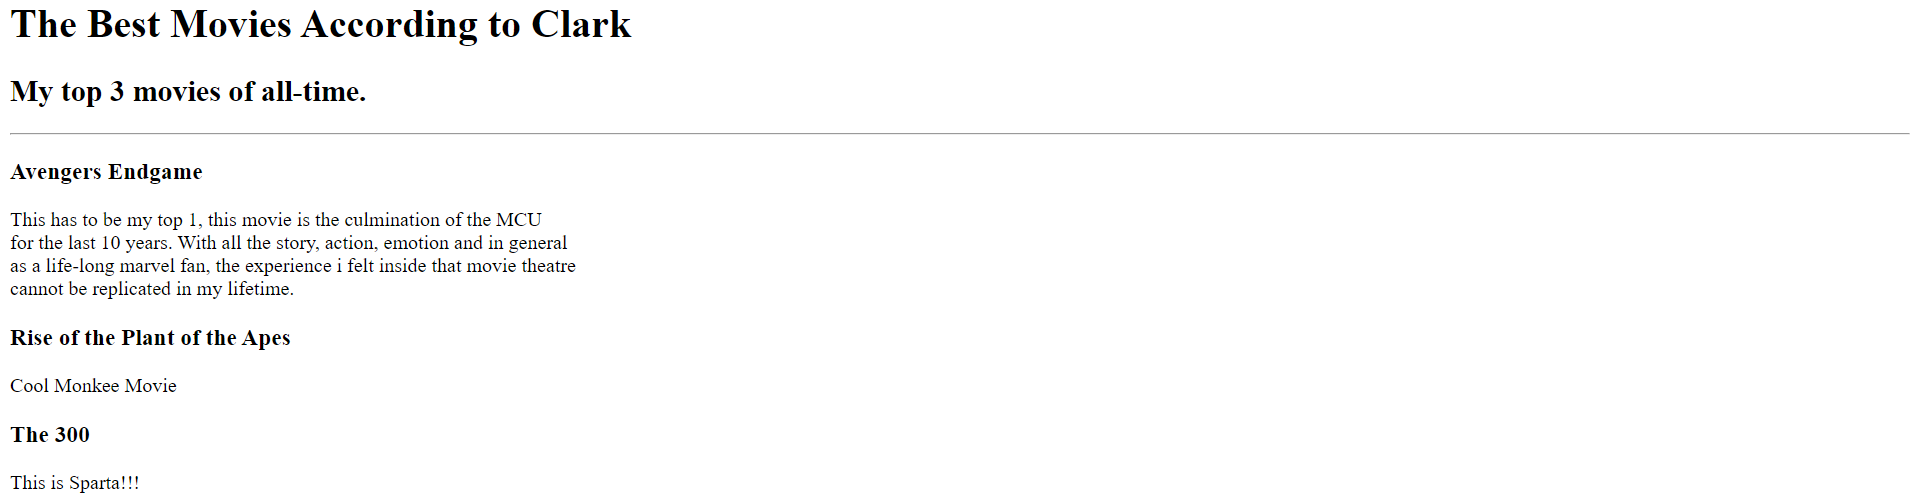 The Best Movies According to Clark
My top 3 movies of all-time.
Avengers Endgame
This has to be my top 1, this movie is the culmination of the MCU
for the last 10 years. With all the story, action, emotion and in general
as a life-long marvel fan, the experience i felt inside that movie theatre
cannot be replicated in my lifetime.
Rise of the Plant of the Apes
Cool Monkee Movie
The 300
This is Sparta!!!